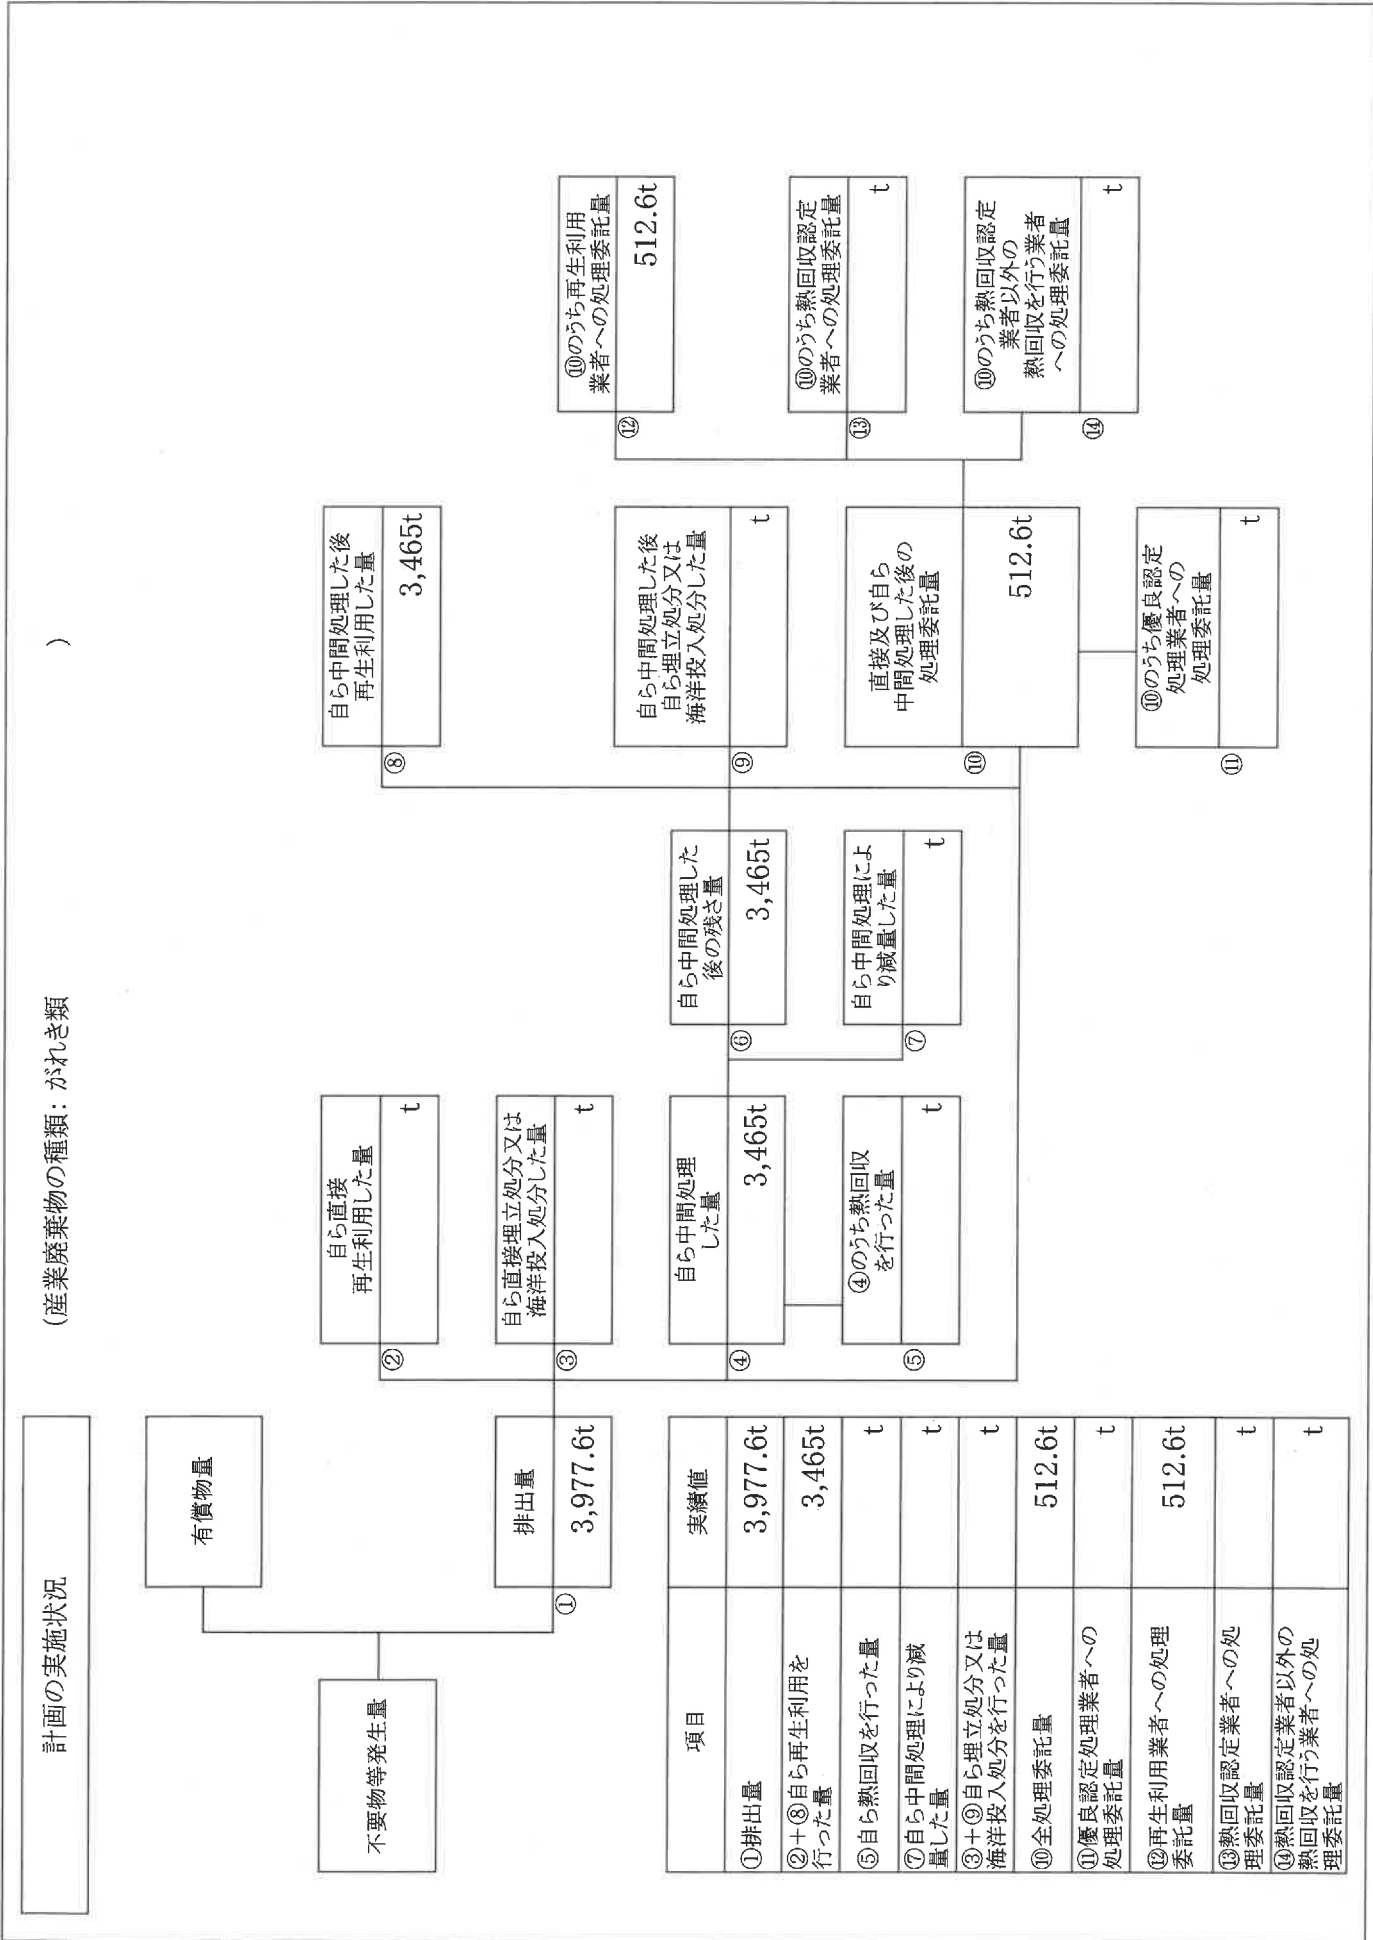 計画の実施状況
(産業廃棄物の種類：がれき類　　　　　)
不要物等発生量
有償物量
①
排出量
3,977.6t
②
自ら直接
再生利用した量
t
③
自ら直接埋立処分又は
海洋投入処分した量
t
④
自ら中間処理
した量
3,465t
⑤
④のうち熱回収
を行った量
t
⑥
自ら中間処理した
後の残さ量
3,465t
⑦
自ら中間処理によ
り減量した量
t
⑧
自ら中間処理した後
再生利用した量
3,465t
⑨
自ら中間処理した後
自ら埋立処分又は
海洋投入処分した量
t
⑩
直接及び自ら
中間処理した後の
処理委託量
512.6t
⑪
⑩のうち優良認定
処理業者への
処理委託量
t
⑫
⑩のうち再生利用
業者への処理委託量
512.6t
⑬
⑩のうち熱回収認定
業者への処理委託量
t
⑭
⑩のうち熱回収認定
業者以外の
熱回収を行う業者
への処理委託量
t
項目 実績値
①排出量 3,977.6t
②+⑧自ら再生利用を
行った量 3,465t
⑤自ら熱回収を行った量 t
⑦自ら中間処理により減
量した量 t
③+⑨自ら埋立処分又は
海洋投入処分を行った量 t
⑩全処理委託量 512.6t
⑪優良認定処理業者への
処理委託量 t
⑫再生利用業者への処理
委託量 512.6t
⑬熱回収認定業者への処
理委託量 t
⑭熱回収認定業者以外の
熱回収を行う業者への処
理委託量 t